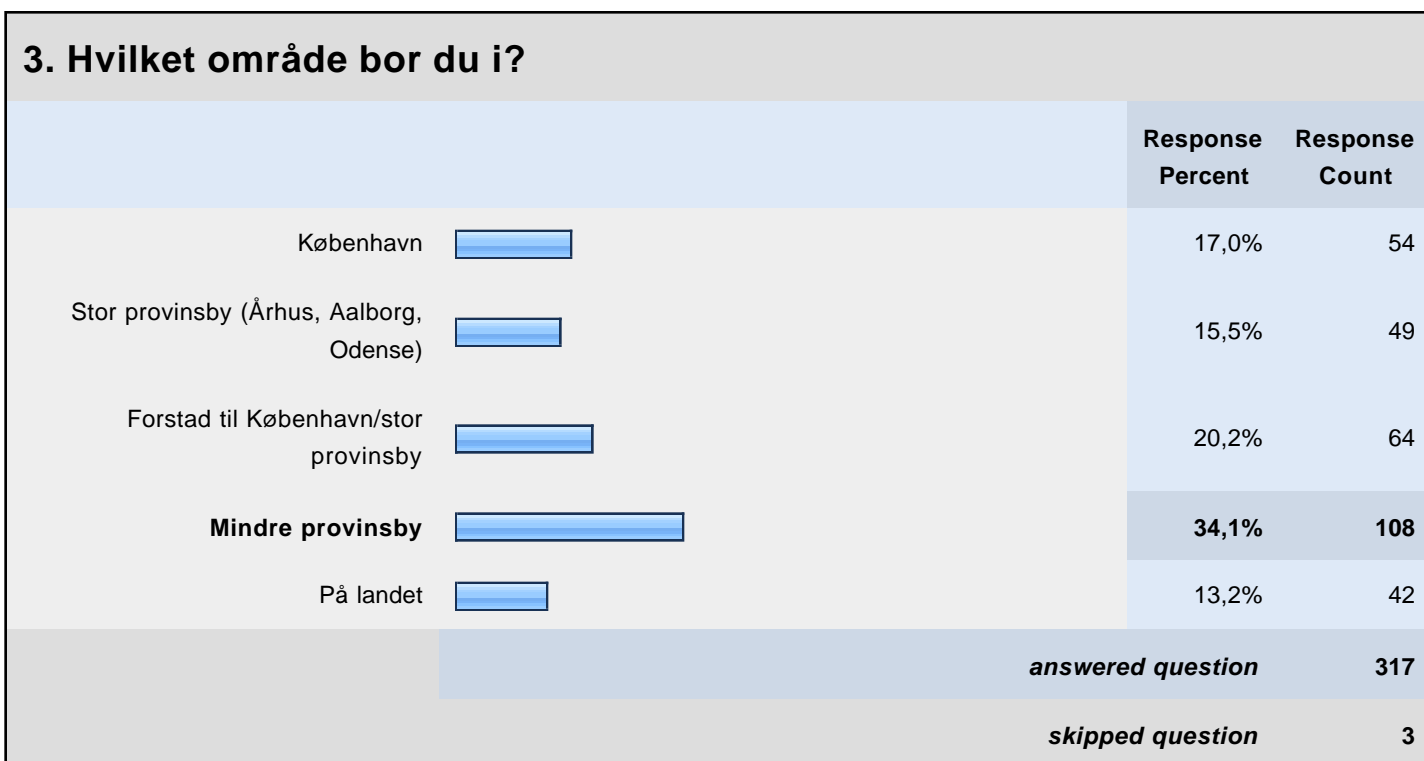 3. Hvilket område bor du i?
Response Percent Response Count
København 17,0% 54
Stor provinsby (Århus, Aalborg, Odense) 15,5% 49
Forstad til København/stor provinsby 20,2% 64
Mindre provinsby 34,1% 108
På landet 13,2% 42
answered question 317
skipped question 3